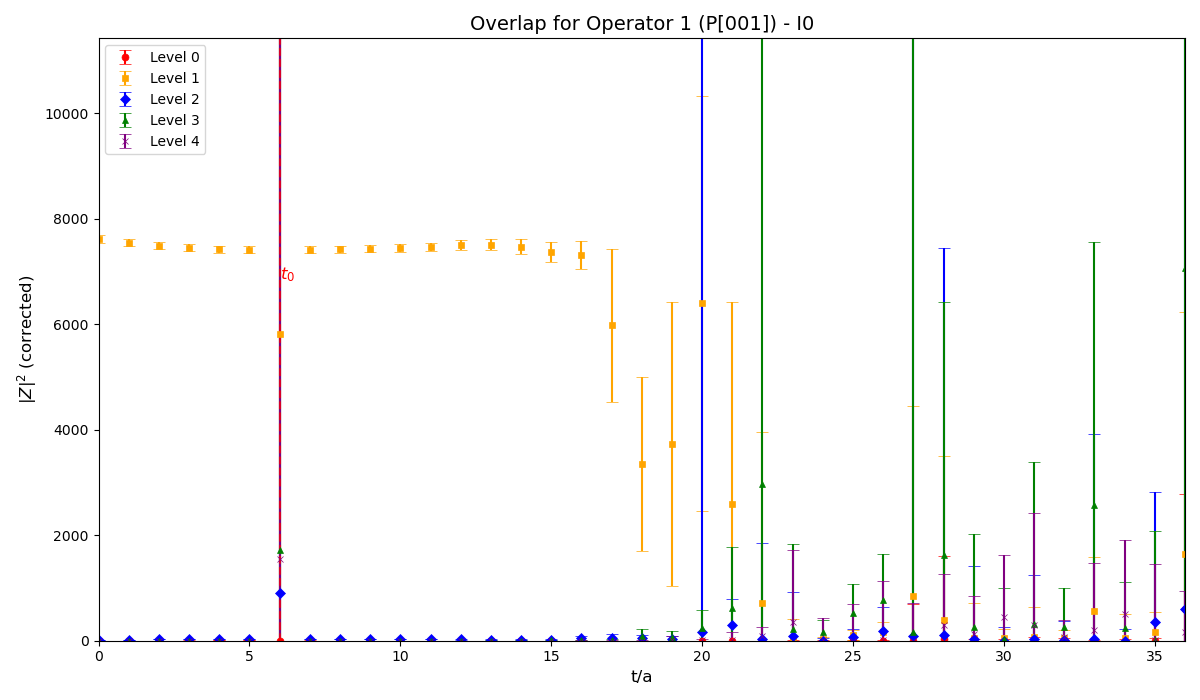 Overlap for Operator 1 (P[001]) - I0
Level 0
Level 1
Level 2
Level 3
Level 4
t₀
|Z|² (corrected)
10000
8000
6000
4000
2000
0
0 5 10 15 20 25 30 35
t/a